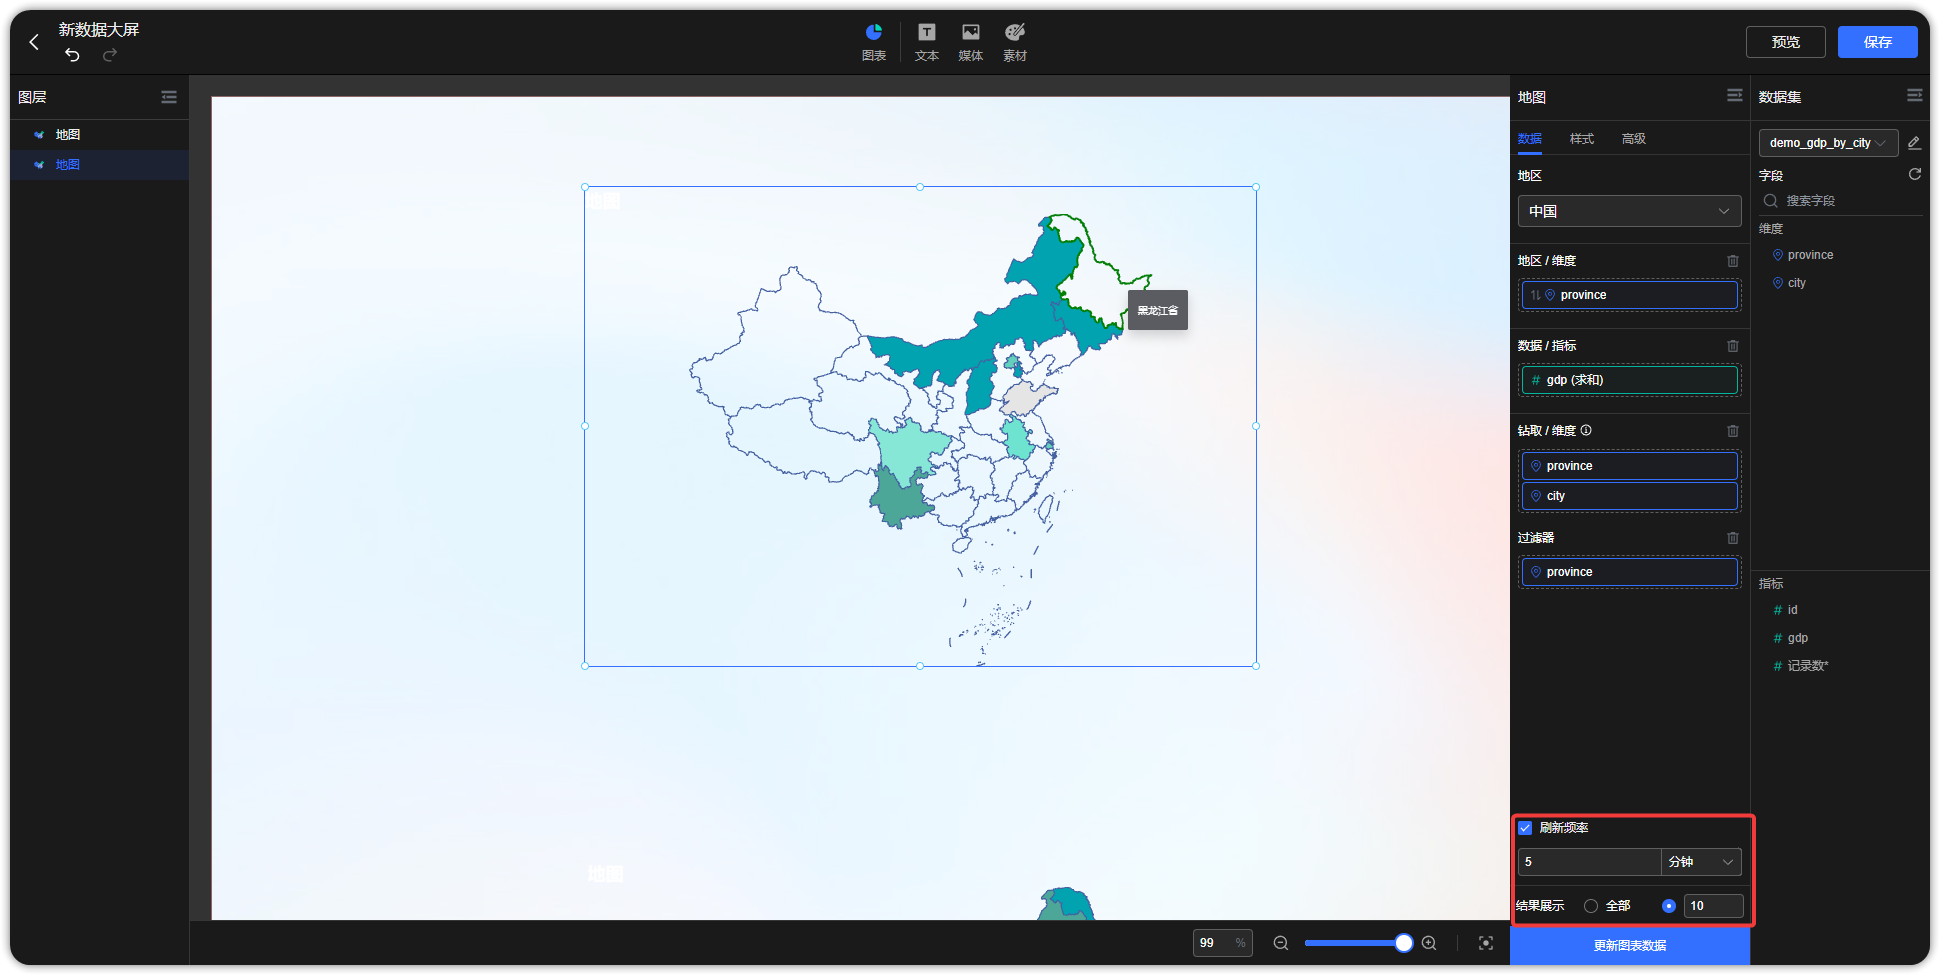 新数据大屏
图表
文本
媒体
素材
预览
保存
图层
地图
地图
地图
黑龙江省
地图
99 %
地图
数据
样式
高级
地区
中国
地区 / 维度
province
数据 / 指标
# gdp (求和)
钻取 / 维度
province
city
过滤器
province
刷新频率
5
分钟
结果展示
全部
10
更新图表数据
数据集
demo_gdp_by_city
字段
搜索字段
维度
province
city
指标
# id
# gdp
# 记录数*